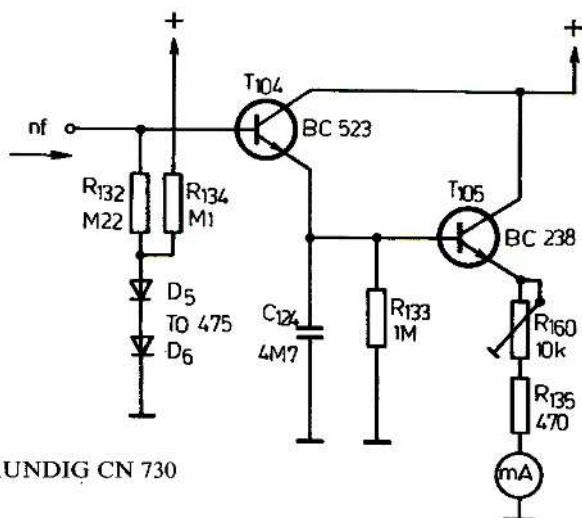 +
+
T104
nf
BC 523
R132
M22
R134
M1
T105
BC 238
D5
TO 475
D6
C124
4M7
R133
1M
R160
10k
R135
470
mA
UNDIG CN 730